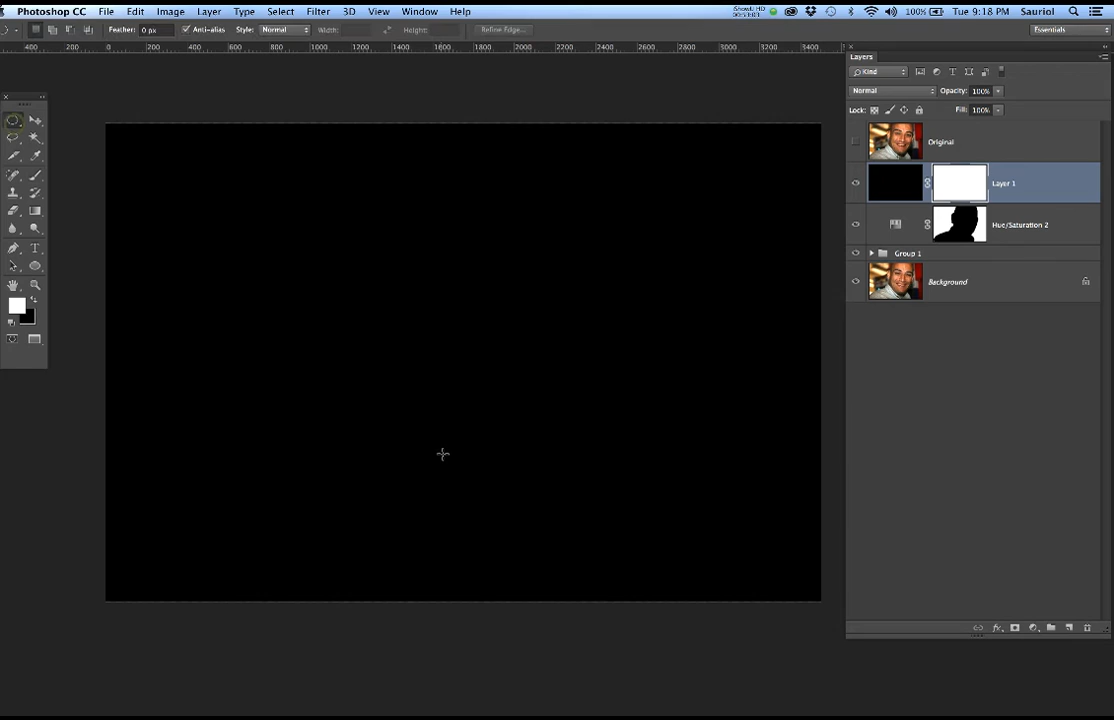 Photoshop CC File Edit Image Layer Type Select Filter 3D View Window Help iShowU HD 100% Tue 9:18 PM Sauriol
Feather: 0 px Anti-alias Style: Normal Width: Height: Refine Edge... Essentials
400 0 200 400 600 800 1000 1200 1400 1600 1800 2000 2200 2400 2600 2800 3000 3200 3400
Layers
Kind
Normal Opacity: 100%
Lock: Fill: 100%
Original
Layer 1
Hue/Saturation 2
Group 1
Background